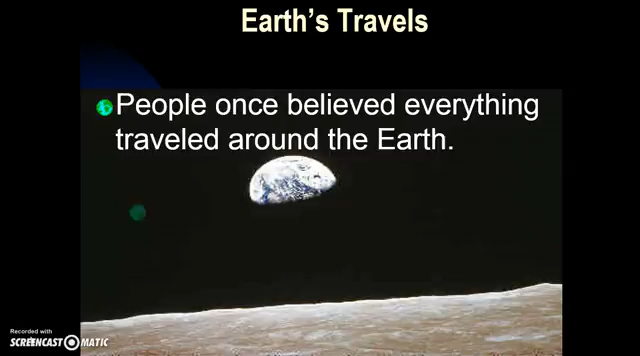 Earth's Travels
People once believed everything
traveled around the Earth.
Recorded with
SCREENCAST MATIC